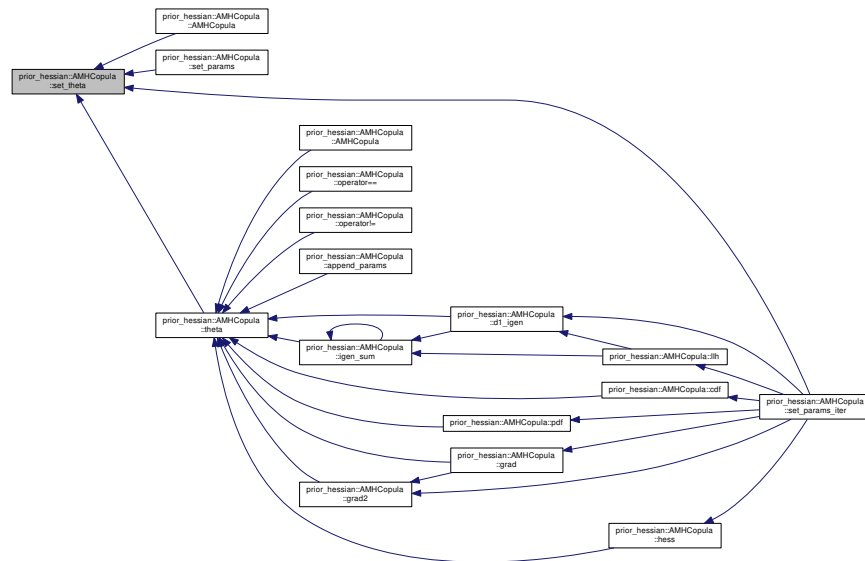 prior_hessian::AMHCopula
::AMHCopula
prior_hessian::AMHCopula
::set_params
prior_hessian::AMHCopula
::set_theta
prior_hessian::AMHCopula
::AMHCopula
prior_hessian::AMHCopula
::operator==
prior_hessian::AMHCopula
::operator!=
prior_hessian::AMHCopula
::append_params
prior_hessian::AMHCopula
::theta
prior_hessian::AMHCopula
::d1_igen
prior_hessian::AMHCopula
::igen_sum
prior_hessian::AMHCopula::llh
prior_hessian::AMHCopula::cdf
prior_hessian::AMHCopula
::set_params_iter
prior_hessian::AMHCopula::pdf
prior_hessian::AMHCopula
::grad
prior_hessian::AMHCopula
::grad2
prior_hessian::AMHCopula
::hess